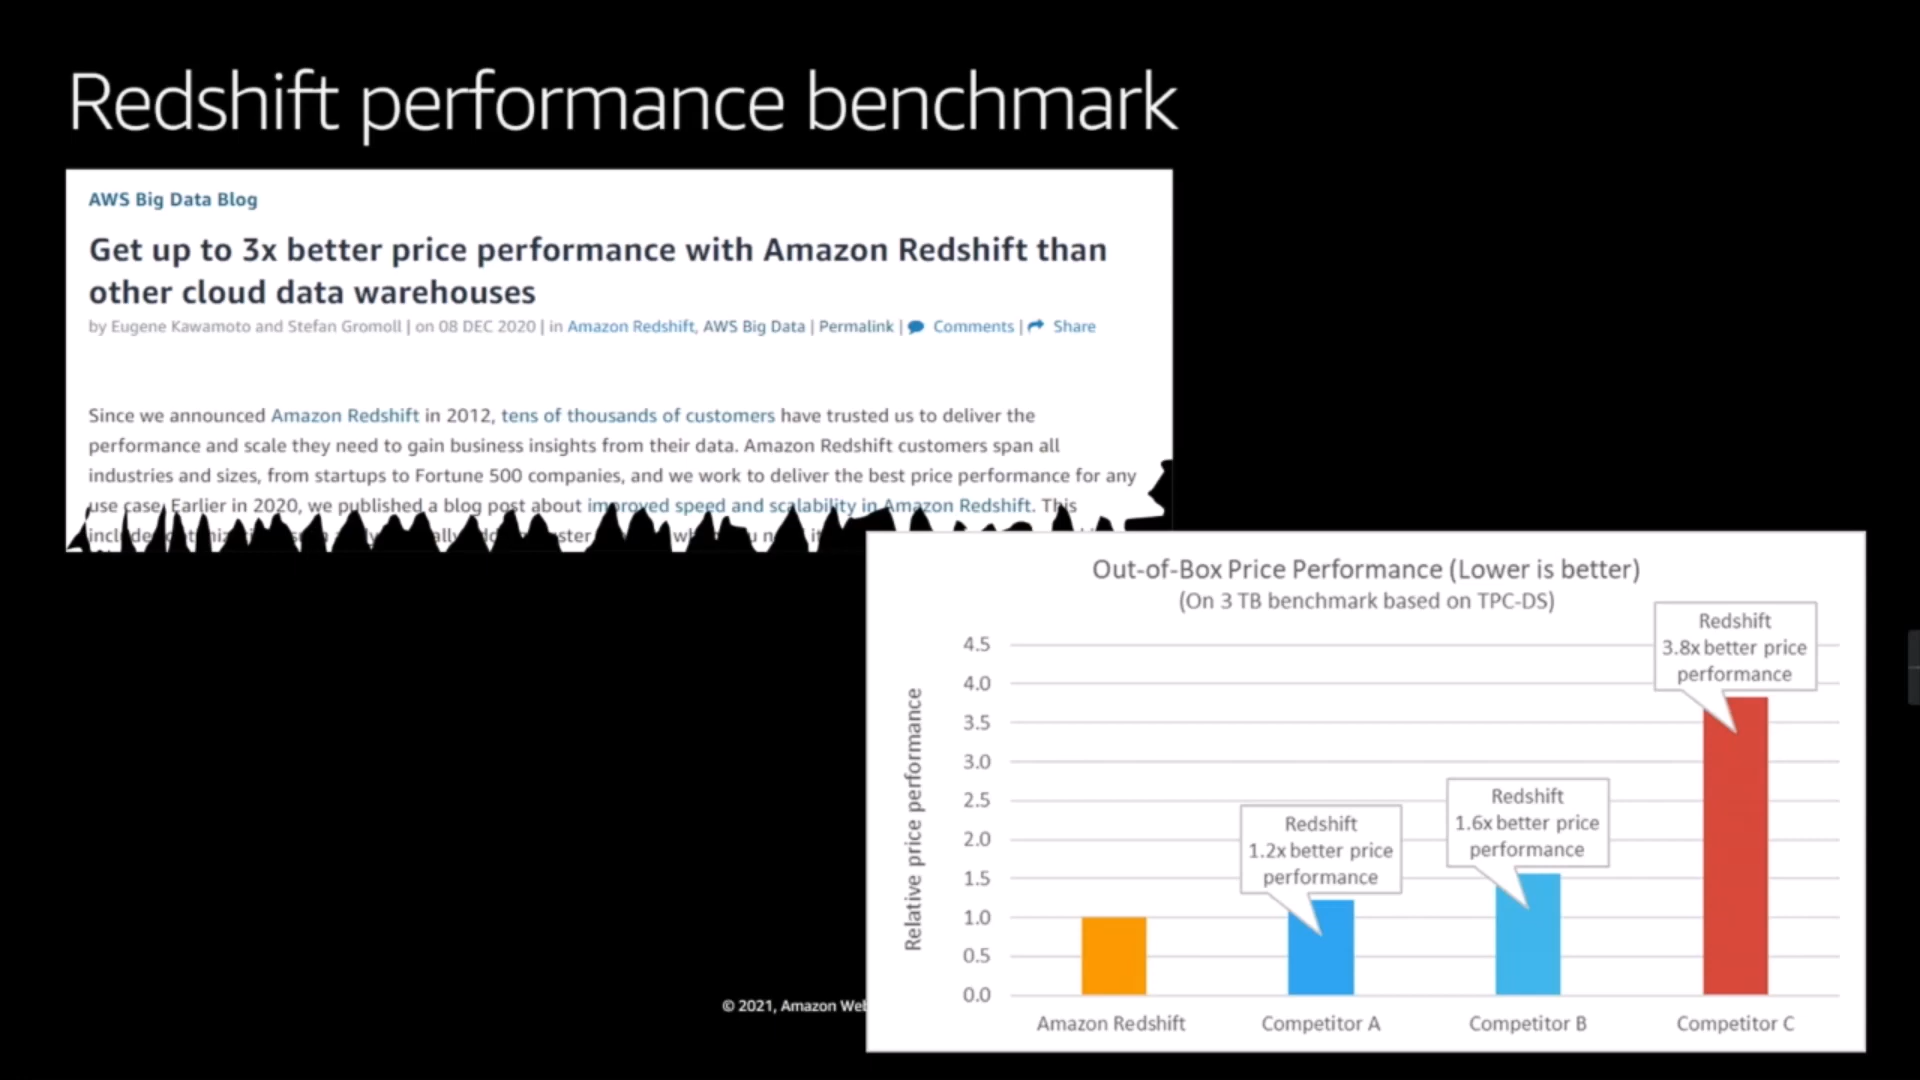 Redshift performance benchmark
AWS Big Data Blog
Get up to 3x better price performance with Amazon Redshift than
other cloud data warehouses
by Eugene Kawamoto and Stefan Gromoll | on 08 DEC 2020 | in Amazon Redshift, AWS Big Data | Permalink | Comments | Share
Since we announced Amazon Redshift in 2012, tens of thousands of customers have trusted us to deliver the
performance and scale they need to gain business insights from their data. Amazon Redshift customers span all
industries and sizes, from startups to Fortune 500 companies, and we work to deliver the best price performance for any
use case. Earlier in 2020, we published a blog post about improved speed and scalability in Amazon Redshift. This
Out-of-Box Price Performance (Lower is better)
(On 3 TB benchmark based on TPC-DS)
Relative price performance
4.5
4.0
3.5
3.0
2.5
2.0
1.5
1.0
0.5
0.0
Redshift
1.2x better price
performance
Redshift
1.6x better price
performance
Redshift
3.8x better price
performance
Amazon Redshift
Competitor A
Competitor B
Competitor C
© 2021, Amazon Web